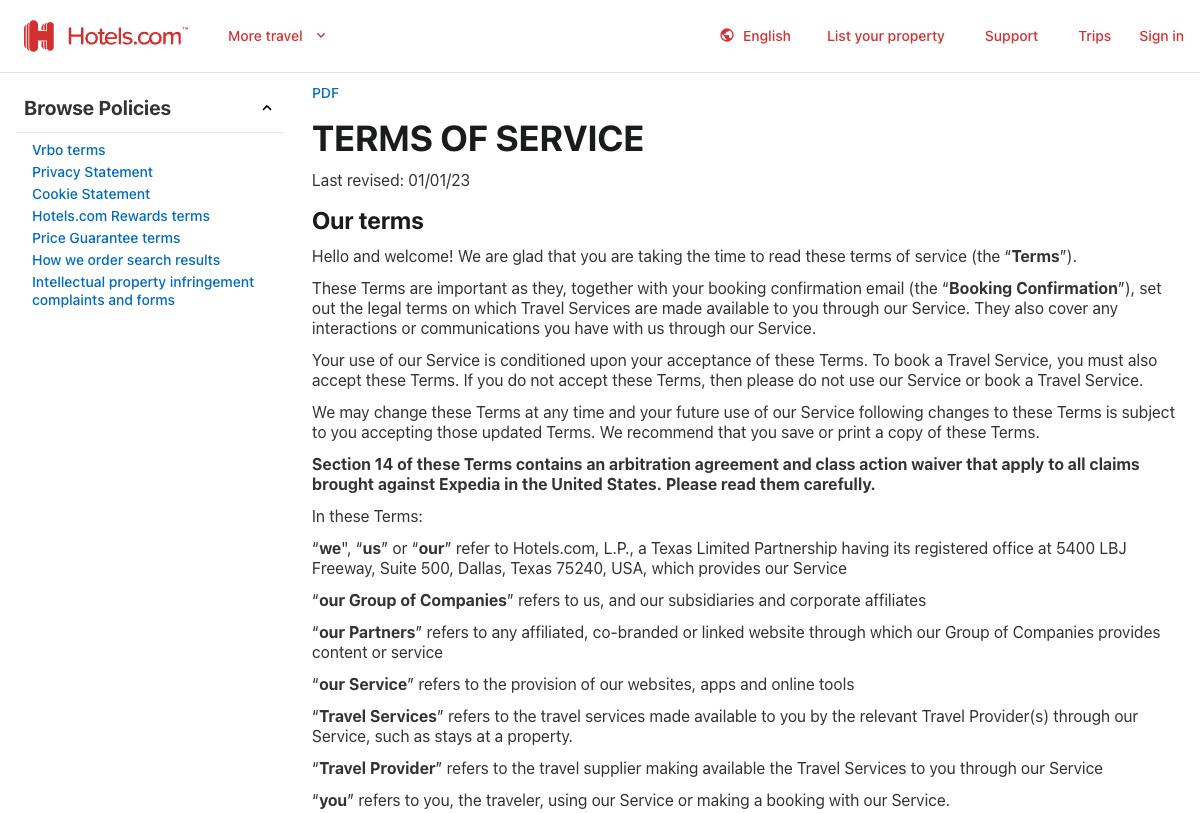 Hotels.com™
More travel
English
List your property
Support
Trips
Sign in
Browse Policies
Vrbo terms
Privacy Statement
Cookie Statement
Hotels.com Rewards terms
Price Guarantee terms
How we order search results
Intellectual property infringement
complaints and forms
PDF
TERMS OF SERVICE
Last revised: 01/01/23
Our terms
Hello and welcome! We are glad that you are taking the time to read these terms of service (the “Terms”).
These Terms are important as they, together with your booking confirmation email (the “Booking Confirmation”), set
out the legal terms on which Travel Services are made available to you through our Service. They also cover any
interactions or communications you have with us through our Service.
Your use of our Service is conditioned upon your acceptance of these Terms. To book a Travel Service, you must also
accept these Terms. If you do not accept these Terms, then please do not use our Service or book a Travel Service.
We may change these Terms at any time and your future use of our Service following changes to these Terms is subject
to you accepting those updated Terms. We recommend that you save or print a copy of these Terms.
Section 14 of these Terms contains an arbitration agreement and class action waiver that apply to all claims
brought against Expedia in the United States. Please read them carefully.
In these Terms:
“we", “us” or “our” refer to Hotels.com, L.P., a Texas Limited Partnership having its registered office at 5400 LBJ
Freeway, Suite 500, Dallas, Texas 75240, USA, which provides our Service
“our Group of Companies” refers to us, and our subsidiaries and corporate affiliates
“our Partners” refers to any affiliated, co-branded or linked website through which our Group of Companies provides
content or service
“our Service” refers to the provision of our websites, apps and online tools
“Travel Services” refers to the travel services made available to you by the relevant Travel Provider(s) through our
Service, such as stays at a property.
“Travel Provider” refers to the travel supplier making available the Travel Services to you through our Service
“you” refers to you, the traveler, using our Service or making a booking with our Service.